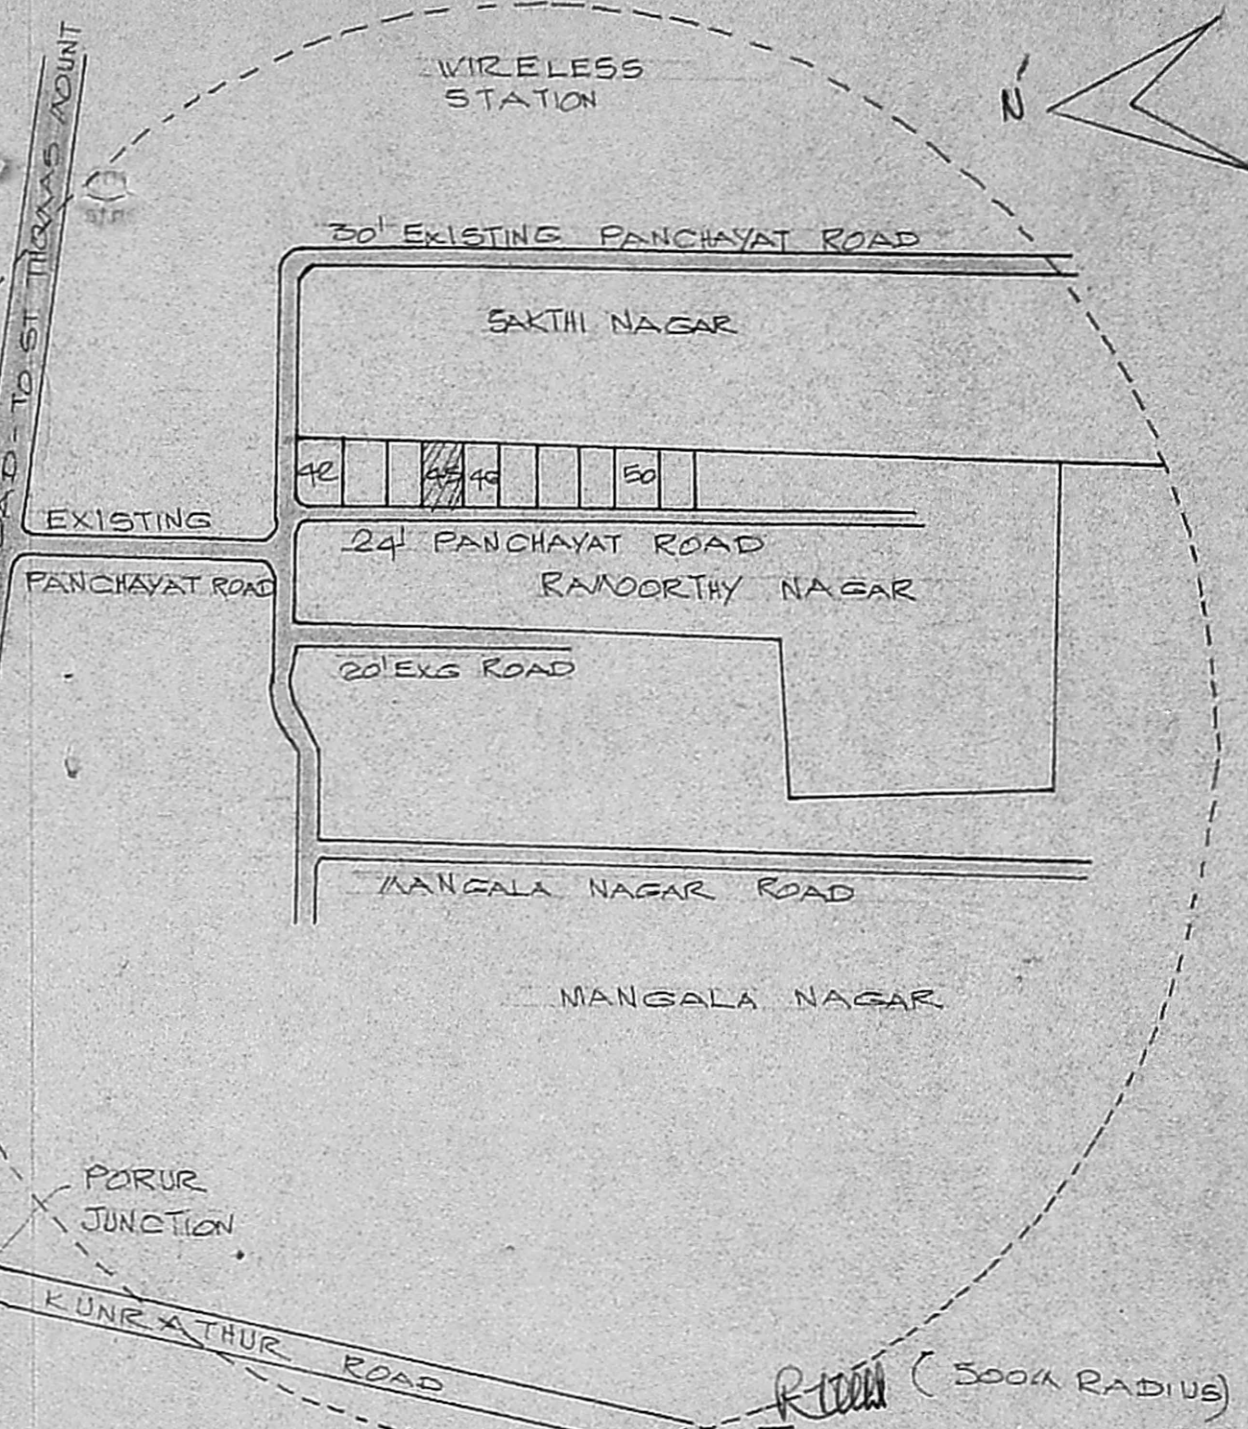 WIRELESS
STATION
N
ROAD - TO ST THOMAS MOUNT
30' EXISTING PANCHAYAT ROAD
SAKTHI NAGAR
42 45 46 50
EXISTING
PANCHAYAT ROAD
24' PANCHAYAT ROAD
RAMOORTHY NAGAR
20' EXG ROAD
MANGALA NAGAR ROAD
MANGALA NAGAR
PORUR
JUNCTION
KUNRATHUR ROAD
(500m RADIUS)